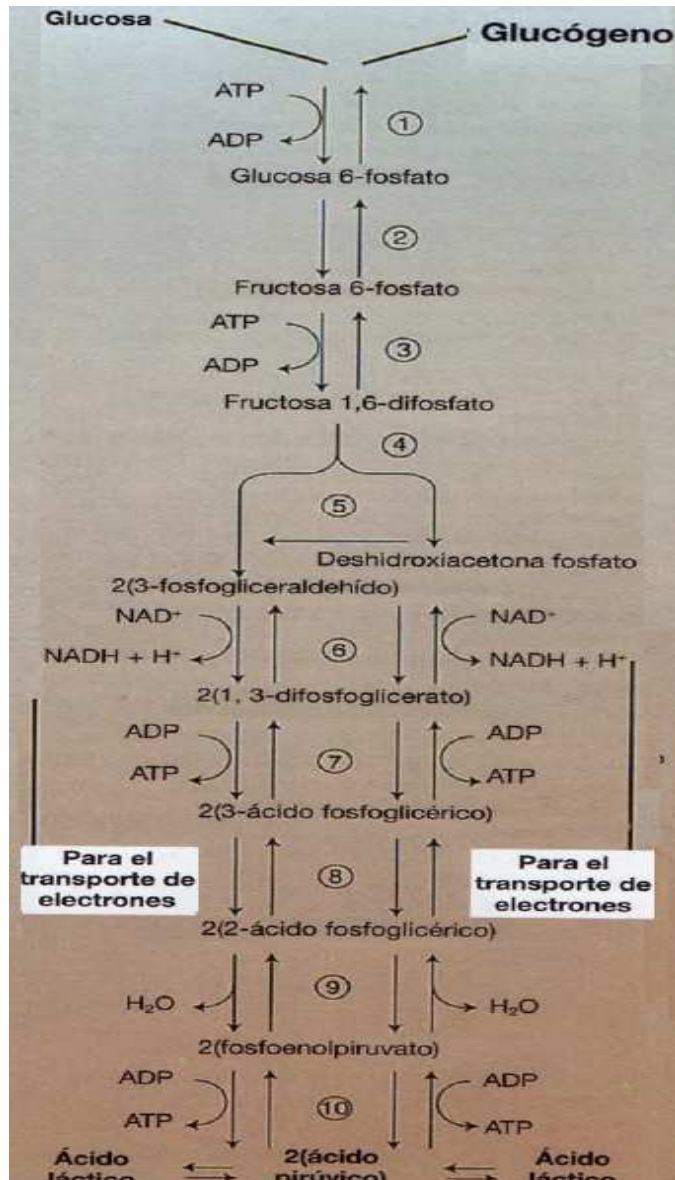 Glucosa
Glucógeno
ATP
ADP
①
Glucosa 6-fosfato
②
Fructosa 6-fosfato
ATP
ADP
③
Fructosa 1,6-difosfato
④
⑤
Deshidroxiacetona fosfato
2(3-fosfogliceraldehído)
NAD⁺
NADH + H⁺
⑥
NAD⁺
NADH + H⁺
2(1, 3-difosfoglicerato)
ADP
ATP
⑦
ADP
ATP
2(3-ácido fosfoglicérico)
Para el
transporte de
electrones
⑧
Para el
transporte de
electrones
2(2-ácido fosfoglicérico)
H₂O
⑨
H₂O
2(fosfoenolpiruvato)
ADP
ATP
⑩
ADP
ATP
Ácido
láctico
2(ácido
pirúvico)
Ácido
láctico